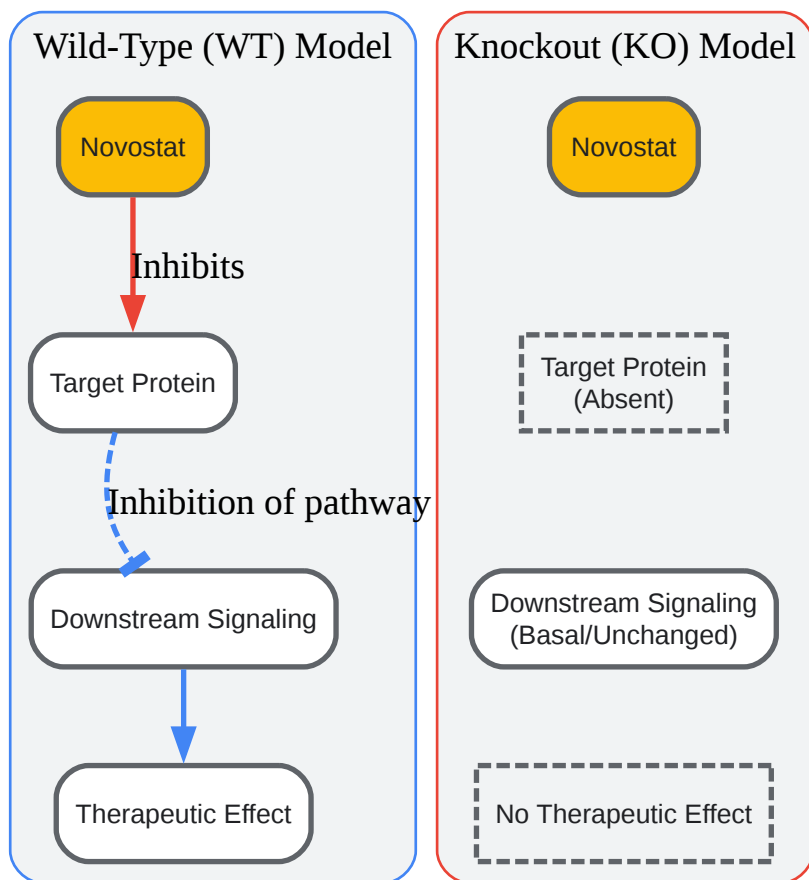 Wild-Type (WT) Model
Novostat
Inhibits
Target Protein
Inhibition of pathway
Downstream Signaling
Therapeutic Effect
Knockout (KO) Model
Novostat
Target Protein
(Absent)
Downstream Signaling
(Basal/Unchanged)
No Therapeutic Effect